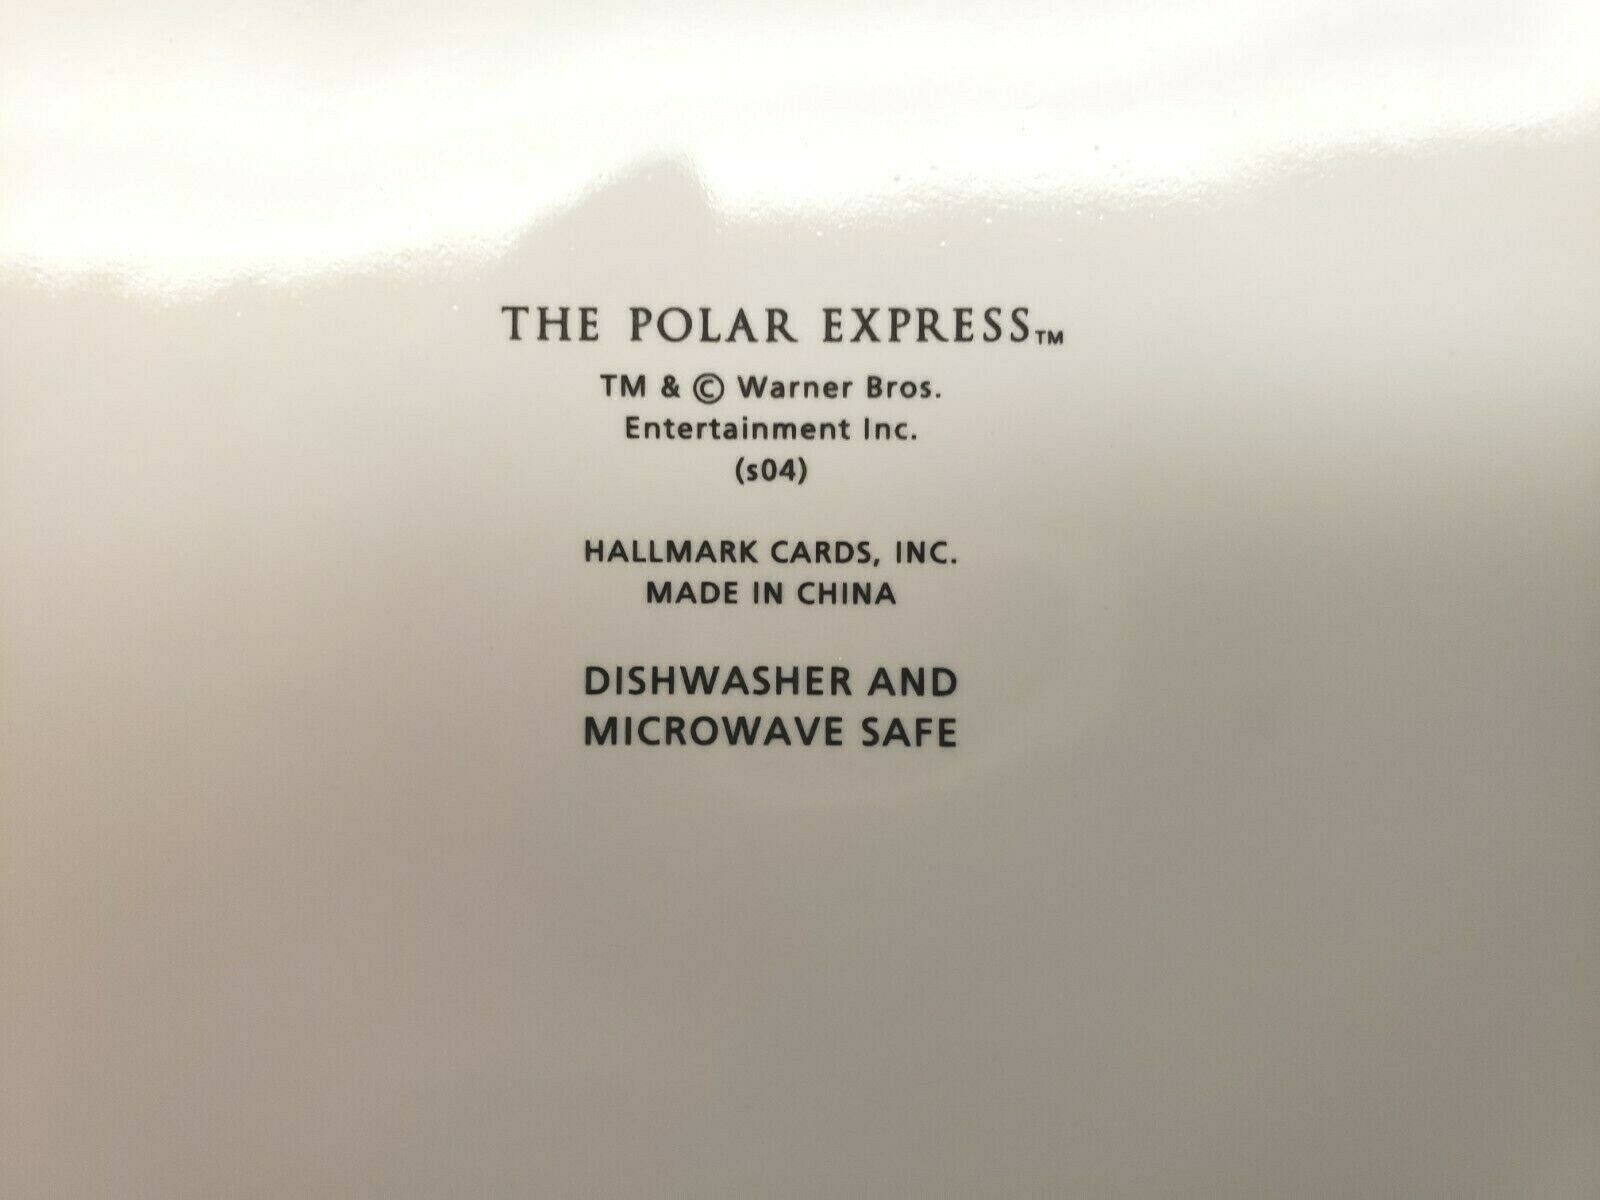 THE POLAR EXPRESS™
TM & © Warner Bros.
Entertainment Inc.
(s04)
HALLMARK CARDS, INC.
MADE IN CHINA
DISHWASHER AND
MICROWAVE SAFE